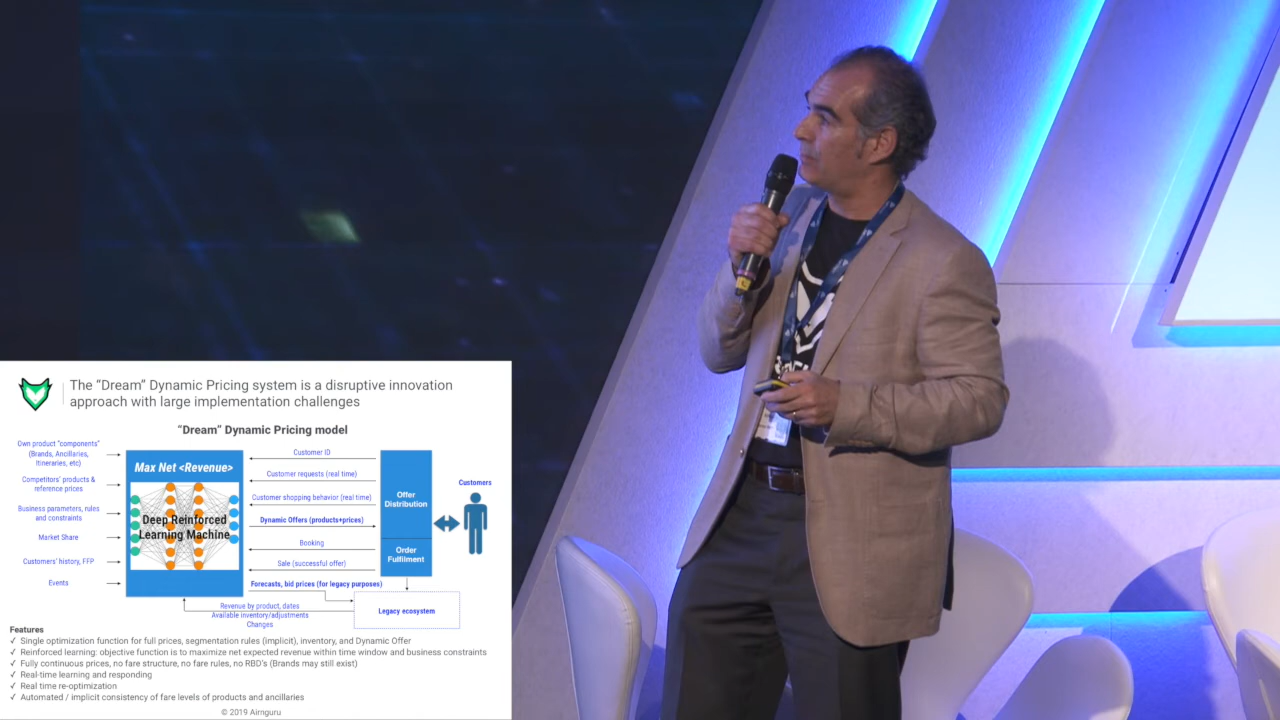 The “Dream” Dynamic Pricing system is a disruptive innovation
approach with large implementation challenges
“Dream” Dynamic Pricing model
Own product “components”
(Brands, Ancillaries,
Itineraries, etc)
Competitors’ products &
reference prices
Business parameters, rules
and constraints
Market Share
Customers’ history, FFP
Events
Max Net <Revenue>
Deep Reinforced
Learning Machine
Customer ID
Customer requests (real time)
Customer shopping behavior (real time)
Dynamic Offers (products+prices)
Booking
Sale (successful offer)
Forecasts, bid prices (for legacy purposes)
Revenue by product, dates
Available inventory/adjustments
Changes
Offer
Distribution
Order
Fulfilment
Customers
Legacy ecosystem
Features
✓ Single optimization function for full prices, segmentation rules (implicit), inventory, and Dynamic Offer
✓ Reinforced learning: objective function is to maximize net expected revenue within time window and business constraints
✓ Fully continuous prices, no fare structure, no fare rules, no RBD’s (Brands may still exist)
✓ Real-time learning and responding
✓ Real time re-optimization
✓ Automated / implicit consistency of fare levels of products and ancillaries
© 2019 Airnguru